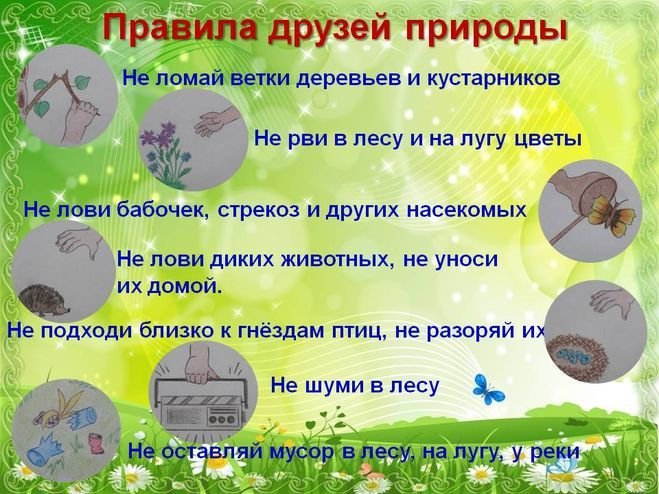 Правила друзей природы
Не ломай ветки деревьев и кустарников
Не рви в лесу и на лугу цветы
Не лови бабочек, стрекоз и других насекомых
Не лови диких животных, не уноси
их домой.
Не подходи близко к гнёздам птиц, не разоряй их
Не шуми в лесу
Не оставляй мусор в лесу, на лугу, у реки